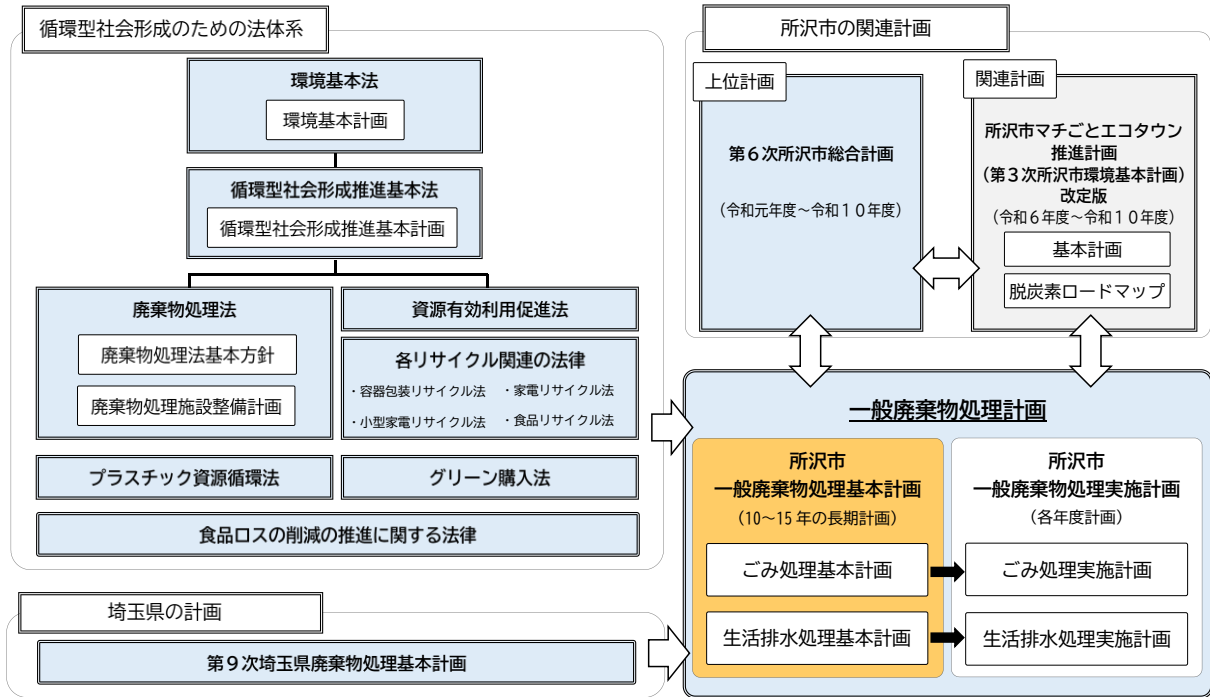 循環型社会形成のための法体系
環境基本法
環境基本計画
循環型社会形成推進基本法
循環型社会形成推進基本計画
廃棄物処理法
廃棄物処理法基本方針
廃棄物処理施設整備計画
資源有効利用促進法
各リサイクル関連の法律
・容器包装リサイクル法 ・家電リサイクル法
・小型家電リサイクル法 ・食品リサイクル法
プラスチック資源循環法
グリーン購入法
食品ロスの削減の推進に関する法律
埼玉県の計画
第9次埼玉県廃棄物処理基本計画
所沢市の関連計画
上位計画
第6次所沢市総合計画
（令和元年度～令和10年度）
関連計画
所沢市マチごとエコタウン
推進計画
（第3次所沢市環境基本計画）
改定版
（令和6年度～令和10年度）
基本計画
脱炭素ロードマップ
一般廃棄物処理計画
所沢市
一般廃棄物処理基本計画
（10～15年の長期計画）
ごみ処理基本計画
生活排水処理基本計画
所沢市
一般廃棄物処理実施計画
（各年度計画）
ごみ処理実施計画
生活排水処理実施計画